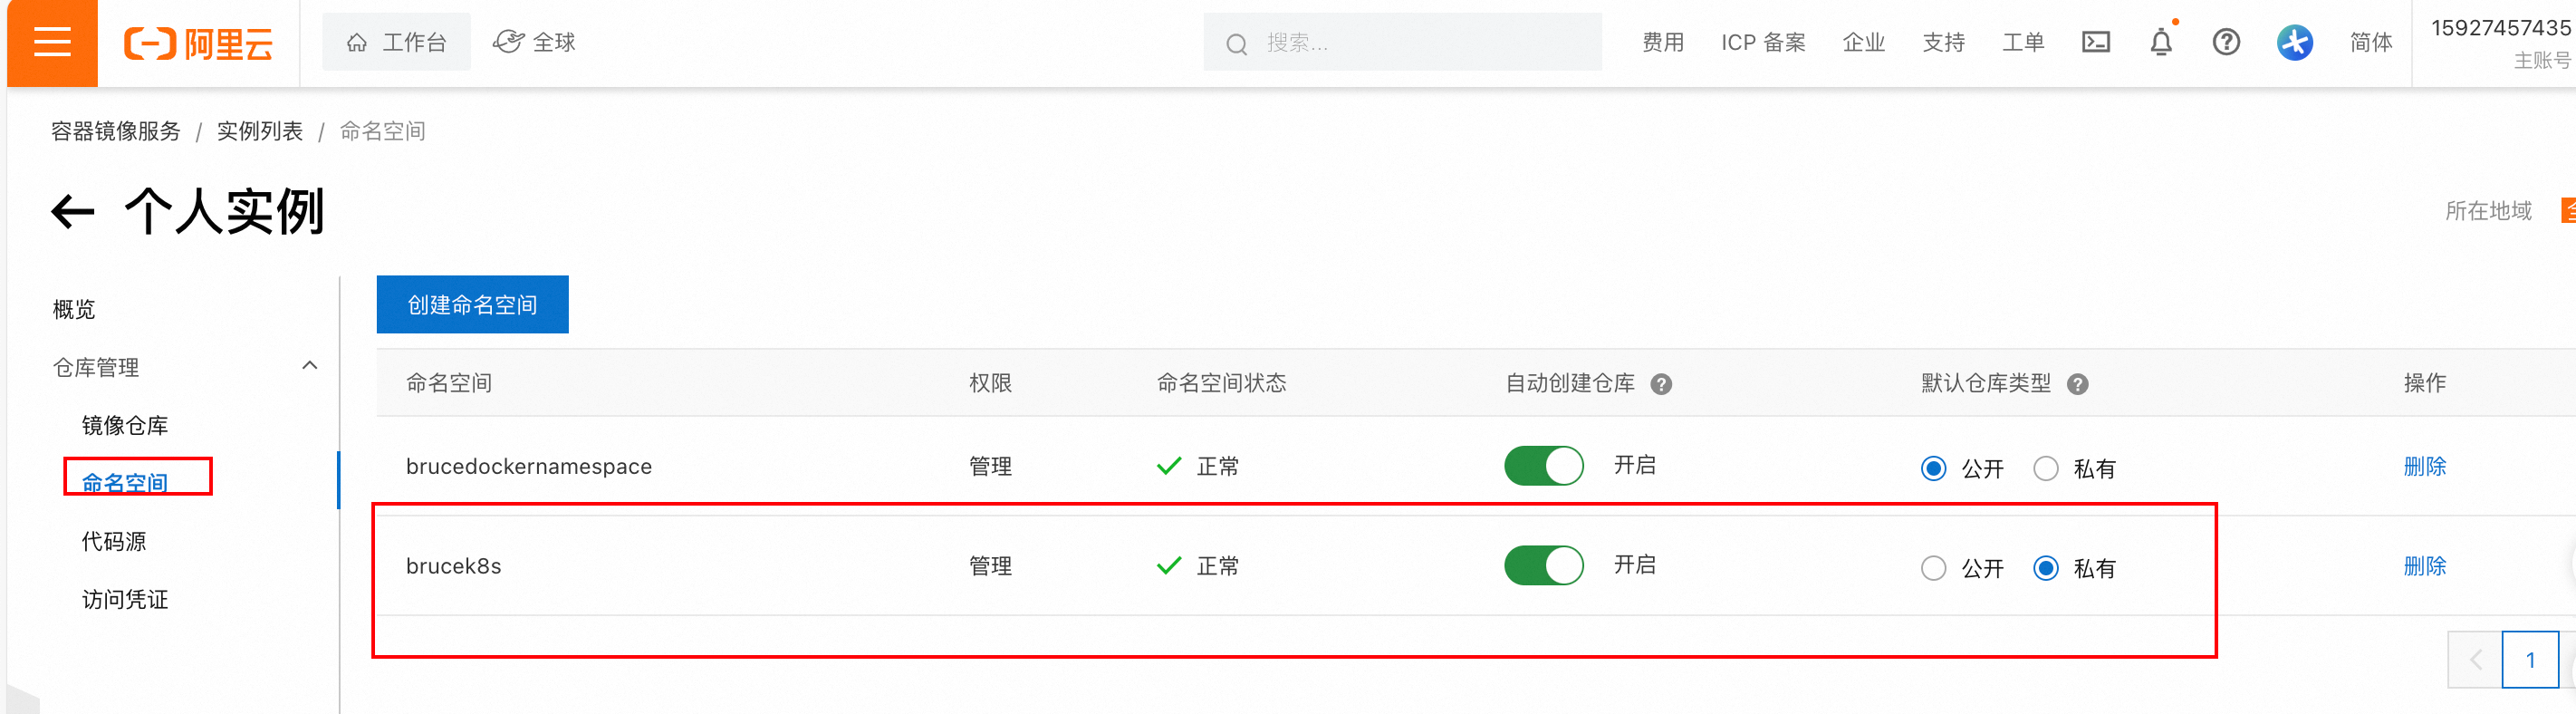 阿里云 工作台 全球 搜索... 费用 ICP 备案 企业 支持 工单 简体 15927457435
主账号
容器镜像服务 / 实例列表 / 命名空间
个人实例
所在地域
创建命名空间
概览
仓库管理
镜像仓库
命名空间
代码源
访问凭证
命名空间 权限 命名空间状态 自动创建仓库 默认仓库类型 操作
brucedockernamespace 管理 正常 开启 公开 私有 删除
brucek8s 管理 正常 开启 公开 私有 删除
1